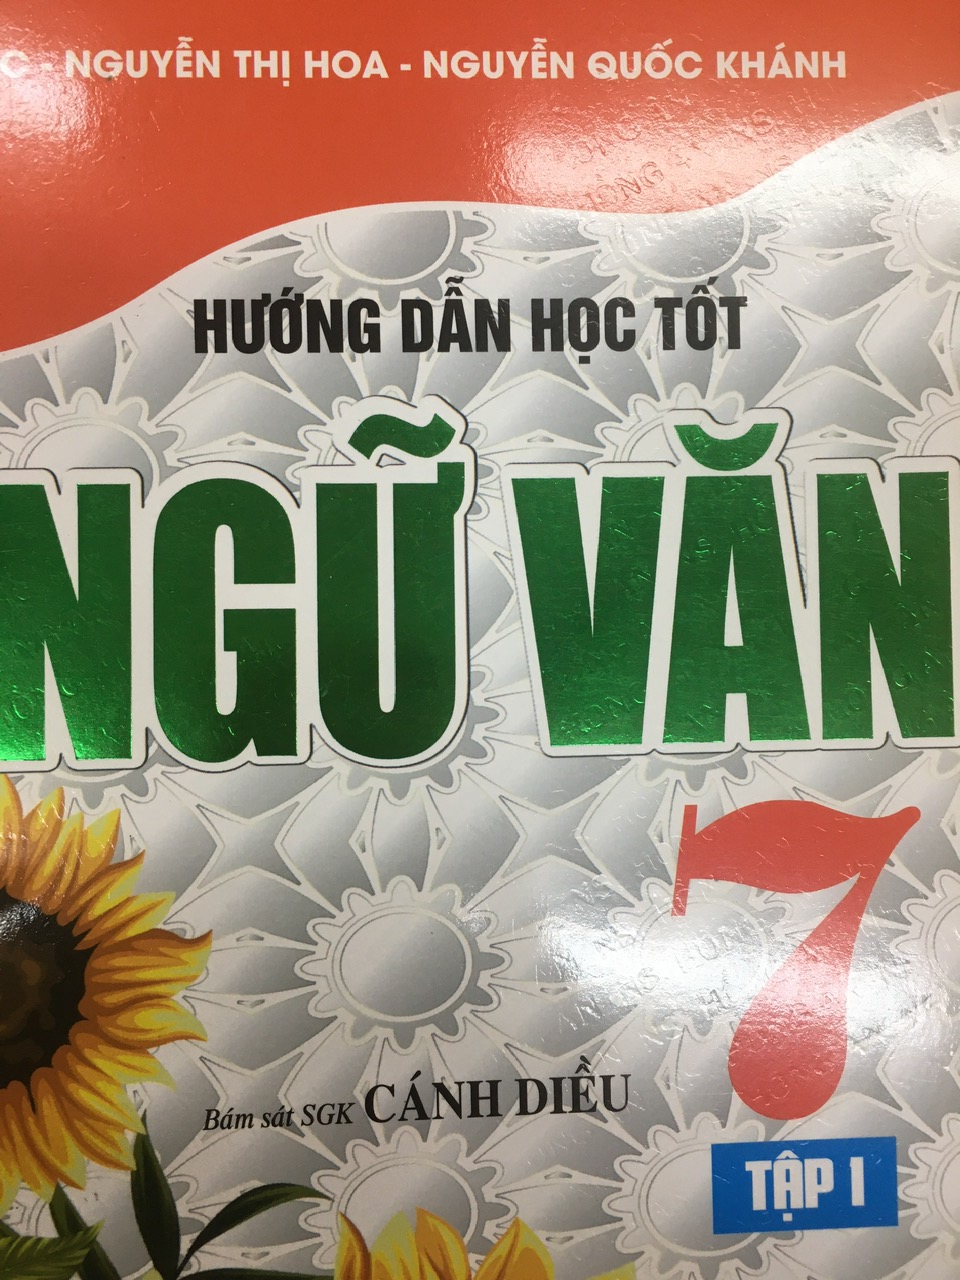 C - NGUYỄN THỊ HOA - NGUYỄN QUỐC KHÁNH
HƯỚNG DẪN HỌC TỐT
NGỮ VĂN
7
Bám sát SGK CÁNH DIỀU
TẬP 1